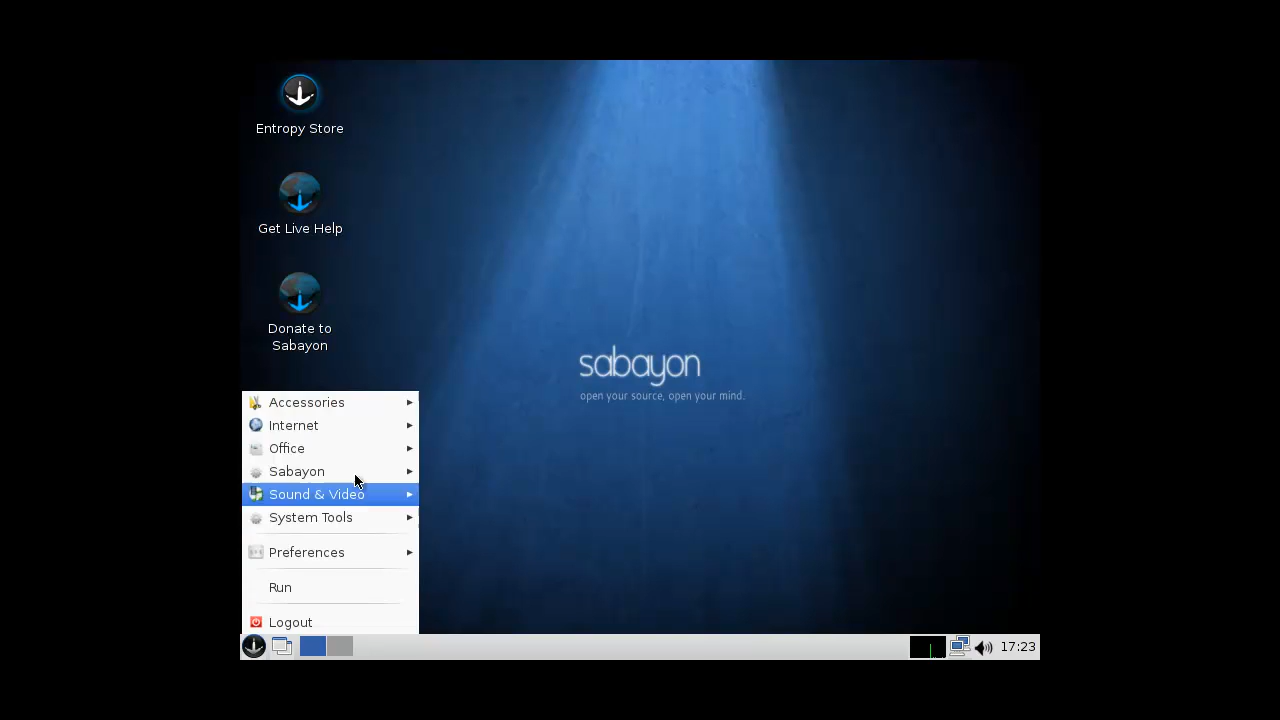 Entropy Store
Get Live Help
Donate to
Sabayon
sabayon
open your source, open your mind.
Accessories
Internet
Office
Sabayon
Sound & Video
System Tools
Preferences
Run
Logout
17:23